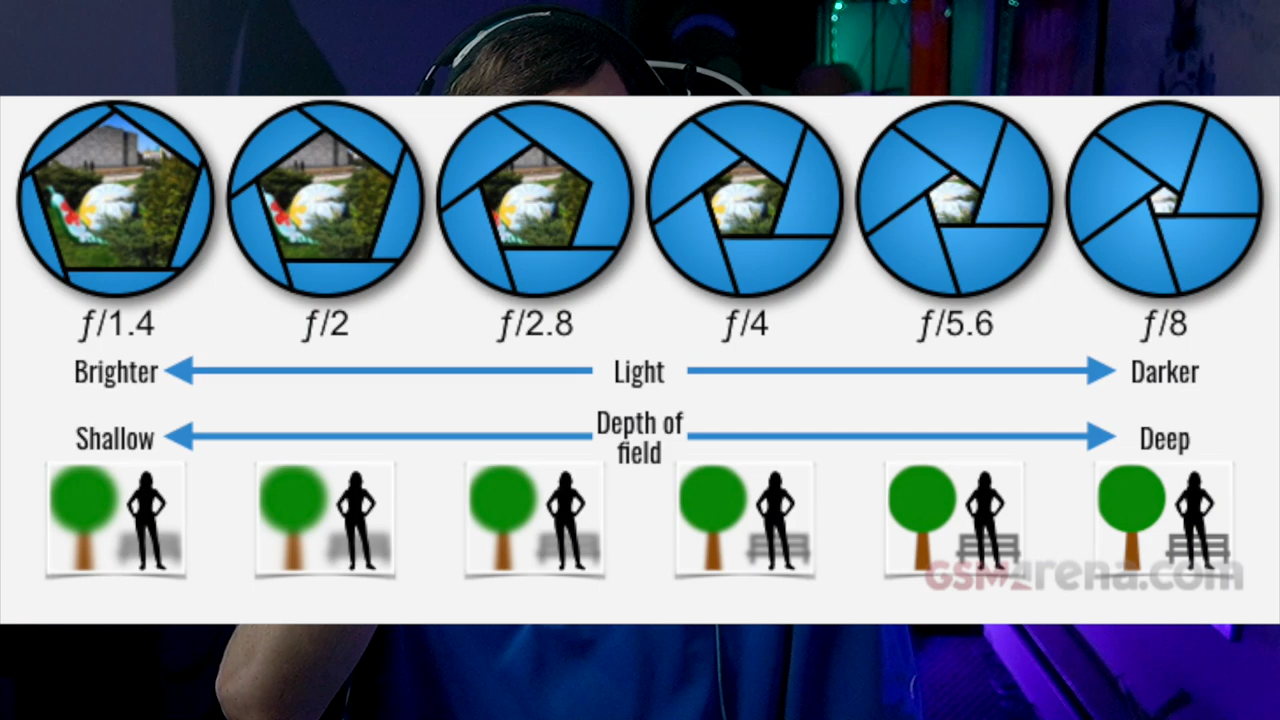 ƒ/1.4 ƒ/2 ƒ/2.8 ƒ/4 ƒ/5.6 ƒ/8
Brighter Light Darker
Shallow Depth of field Deep
GSMArena.com